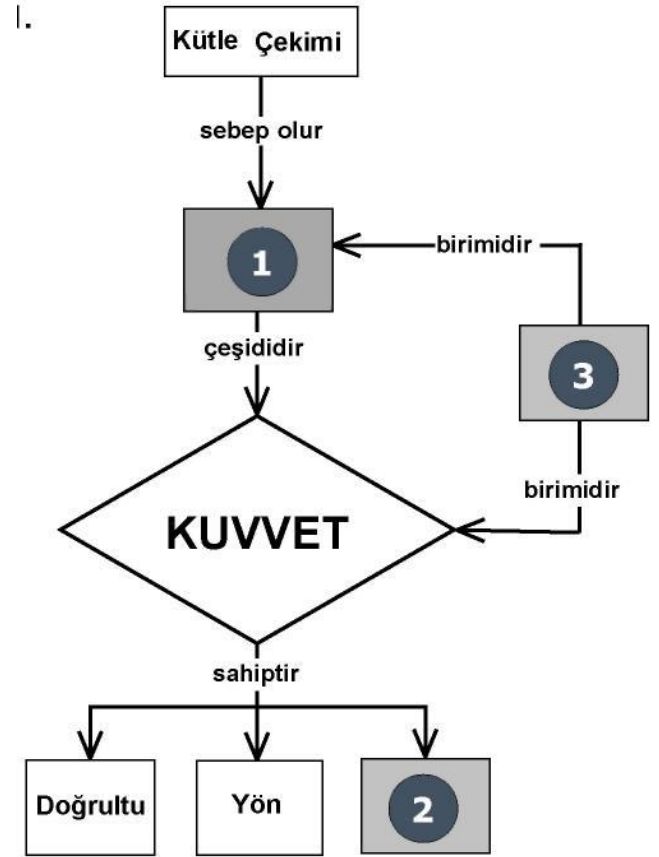 I.
Kütle Çekimi
sebep olur
1
birimidir
çeşididir
3
birimidir
KUVVET
sahiptir
Doğrultu
Yön
2